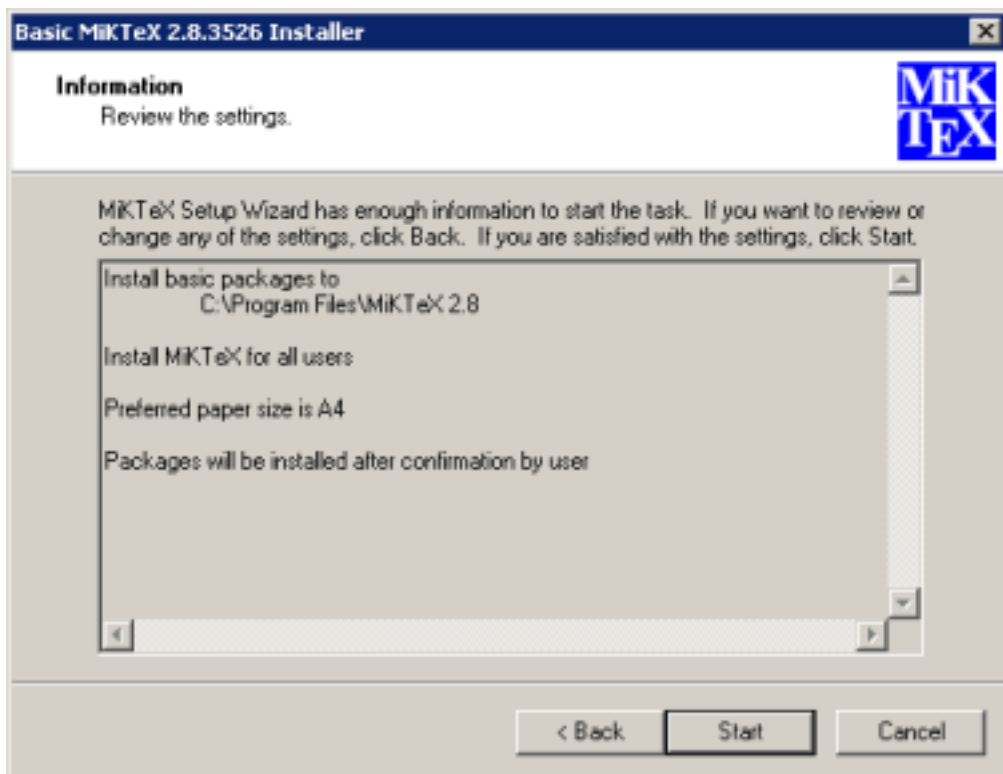 Basic MiKTeX 2.8.3526 Installer
Information
Review the settings.
MiK
TEX
MiKTeX Setup Wizard has enough information to start the task. If you want to review or
change any of the settings, click Back. If you are satisfied with the settings, click Start.
Install basic packages to
C:\Program Files\MiKTeX 2.8
Install MiKTeX for all users
Preferred paper size is A4
Packages will be installed after confirmation by user
< Back Start Cancel